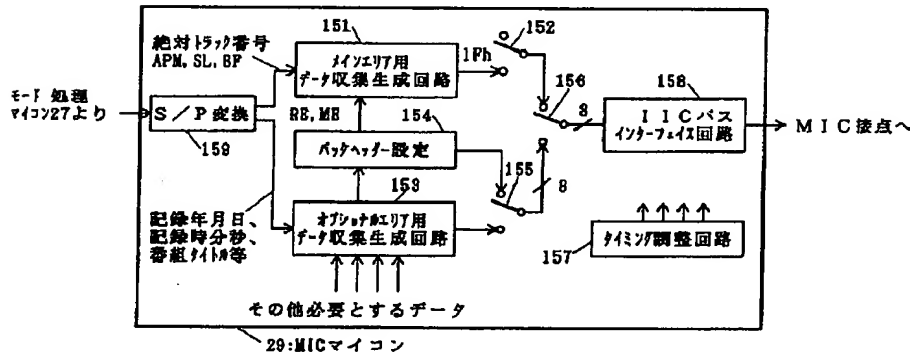 151
152
絶対トラック番号
APM, SL, BF
メインエリア用
データ収集生成回路
1Fh
モード 処理
マイコン27より
S/P変換
159
RE, ME
154
156
8
158
IICバス
インターフェイス回路
MIC接点へ
パックヘッダー設定
155
8
153
記録年月日、
記録時分秒、
番組タイトル等
オプショナルエリア用
データ収集生成回路
157
タイミング調整回路
その他必要とするデータ
29:MICマイコン